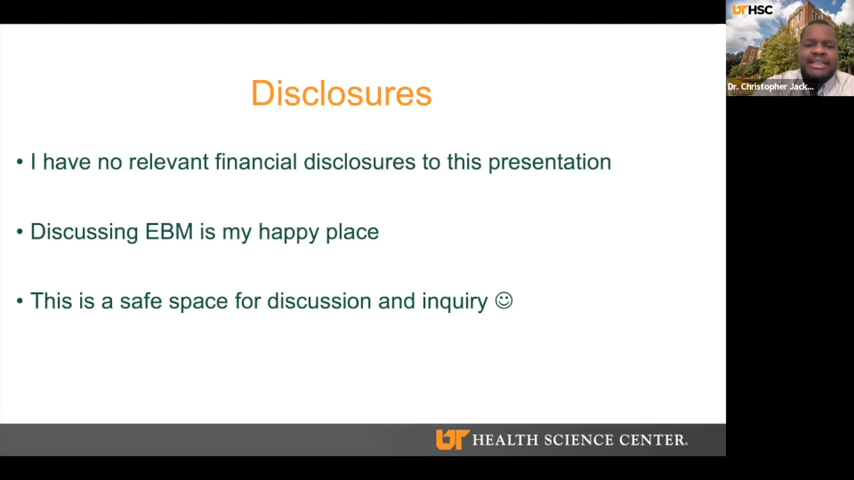 Disclosures
• I have no relevant financial disclosures to this presentation
• Discussing EBM is my happy place
• This is a safe space for discussion and inquiry ☺
UT HEALTH SCIENCE CENTER®
UTHSC
Dr. Christopher Jack...